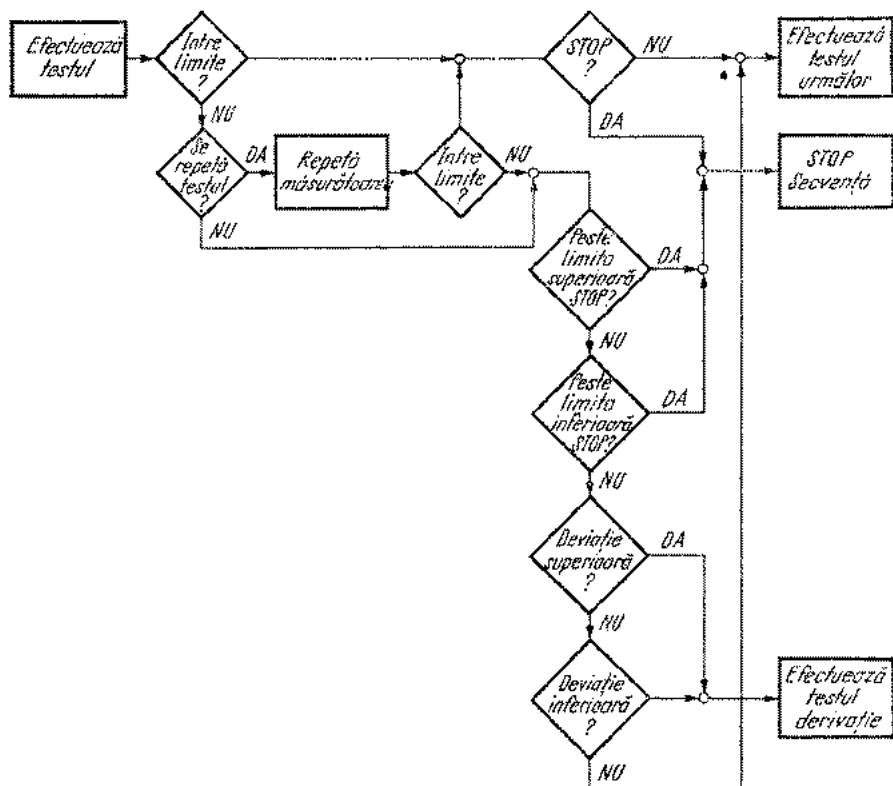 Efectuează
testul
Între
limite
?
STOP
?
NU
Efectuează
testul
următor
NU
DA
Se
repetă
testul
?
DA
Repetă
măsurătoarea
Între
limite
?
NU
STOP
Secvență
NU
Peste
limita
superioară
STOP?
DA
NU
Peste
limita
inferioară
STOP?
DA
NU
Deviație
superioară
?
DA
NU
Deviație
inferioară
?
Efectuează
testul
derivație
NU